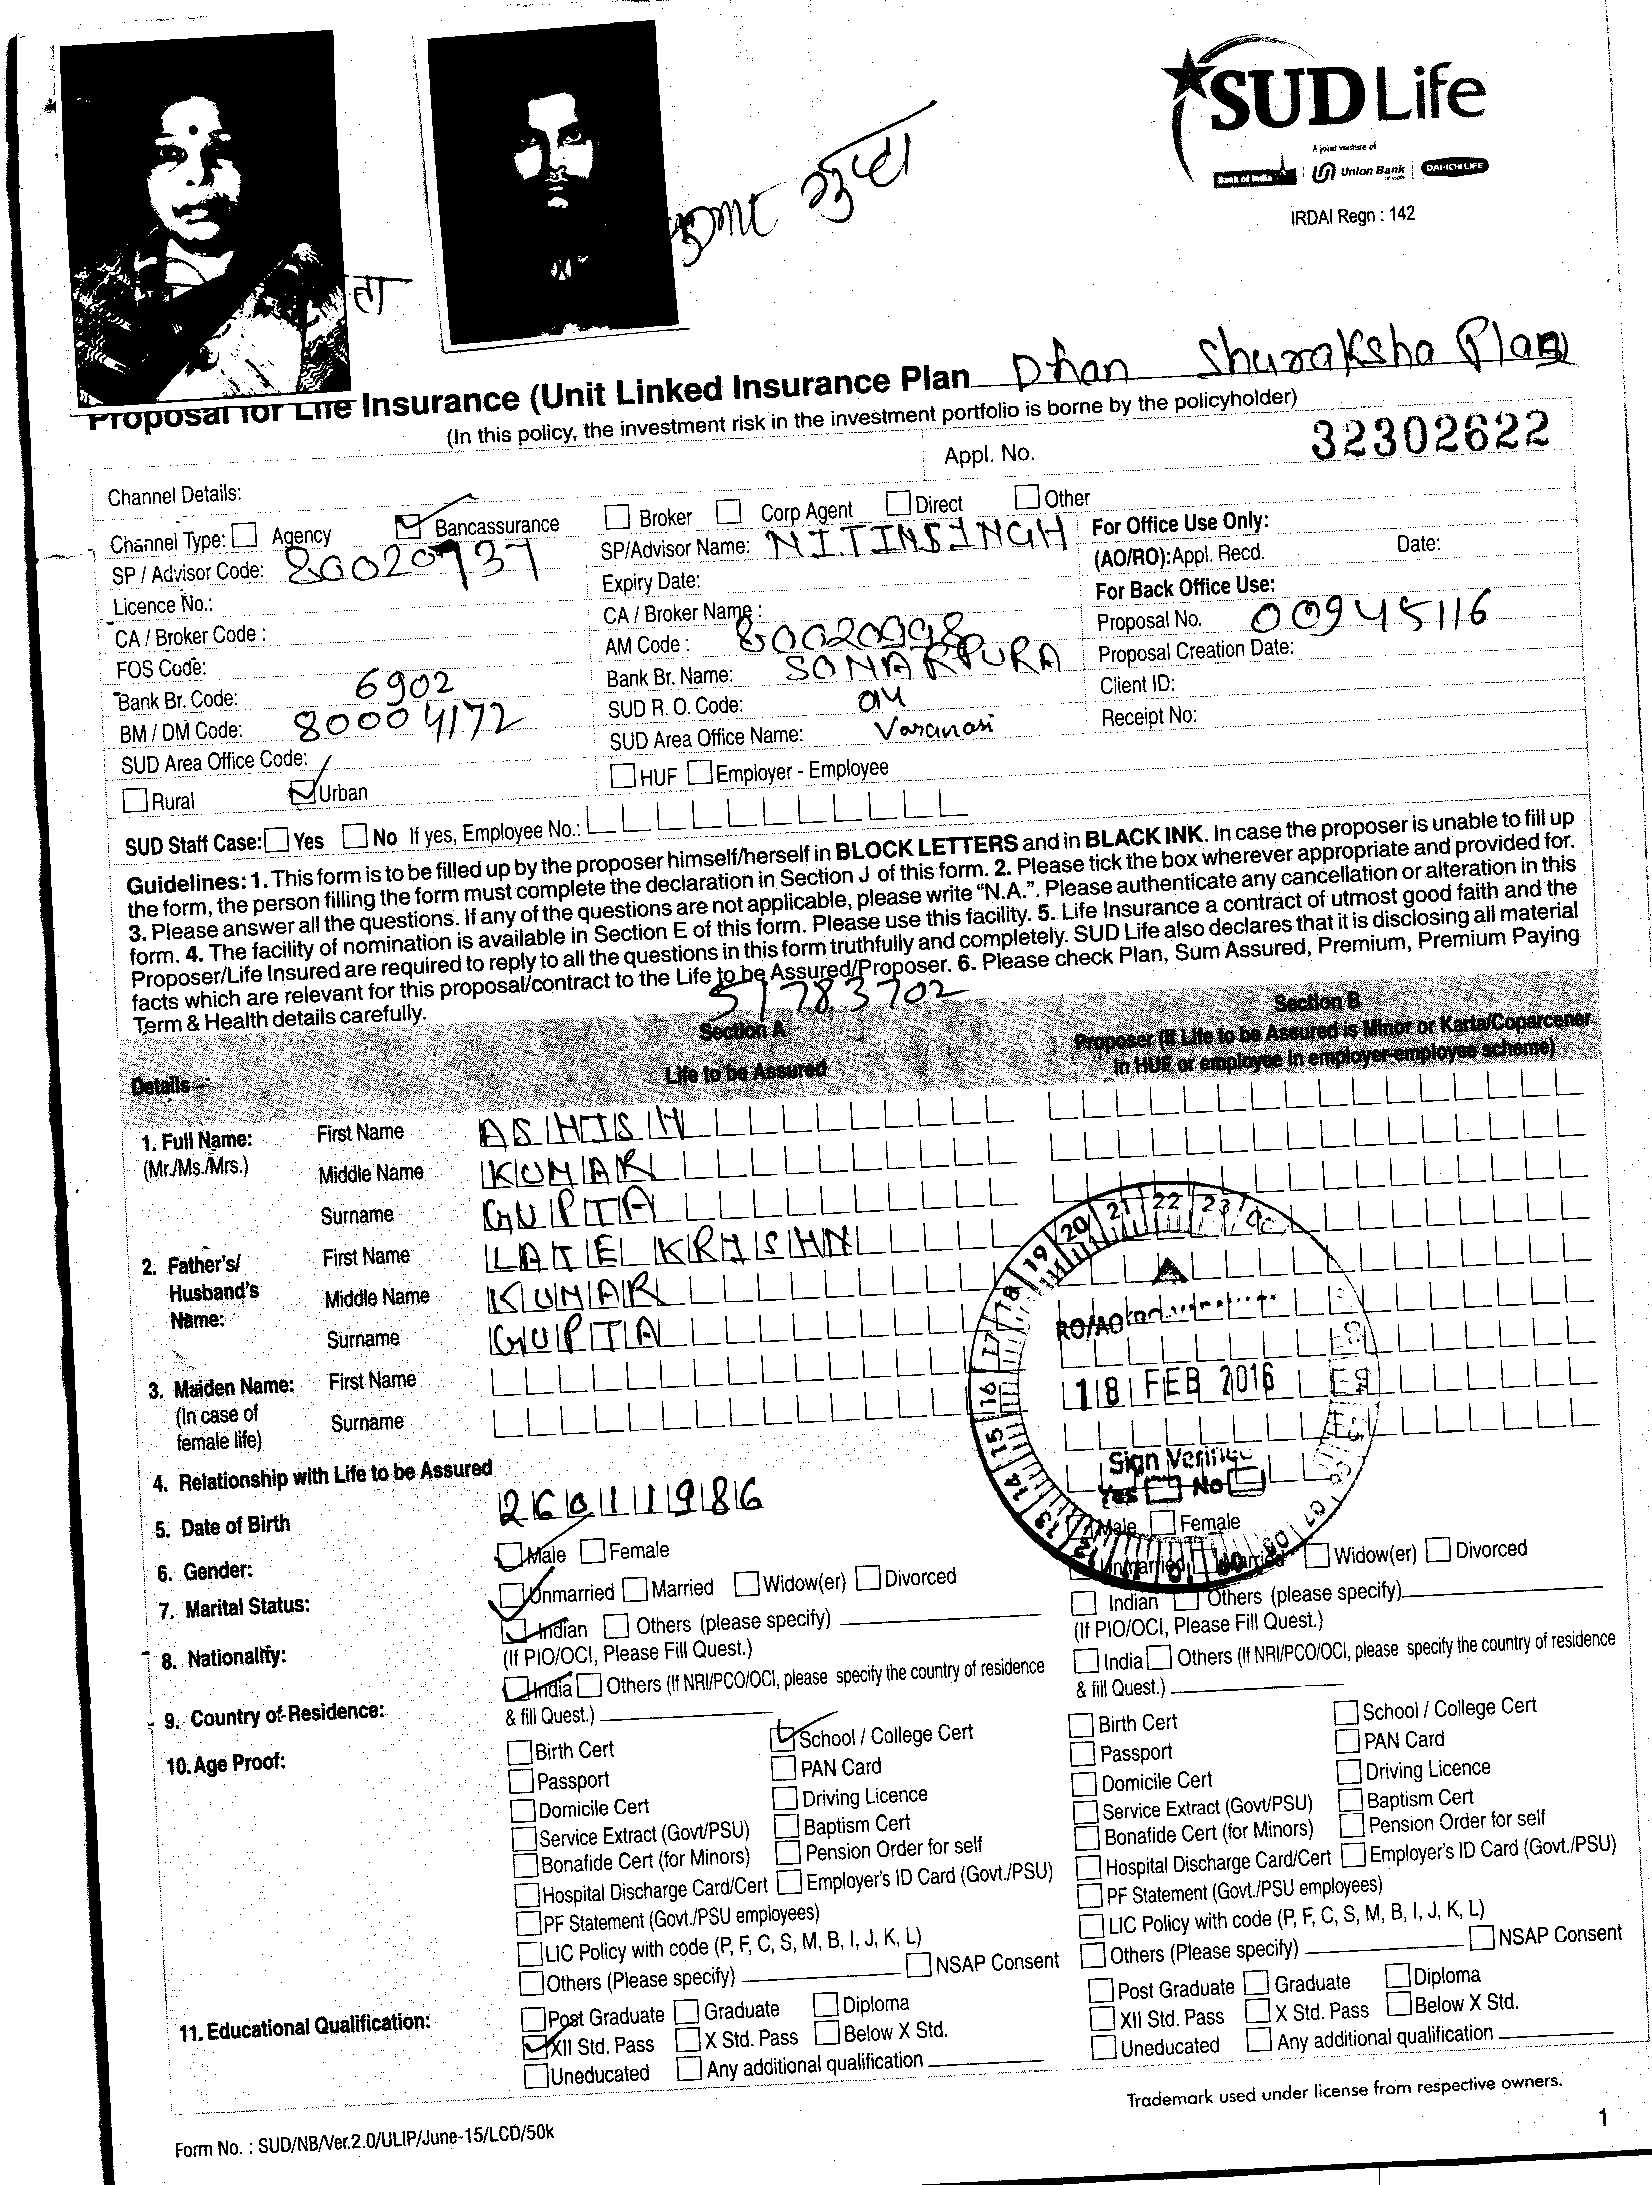 SUD Life
A joint venture of
Bank of India | Union Bank | DAI-ICHI LIFE
IRDAI Regn : 142
ता
कुमार गुप्ता
Proposal for Life Insurance (Unit Linked Insurance Plan Dhan Shuraksha Plan
(In this policy, the investment risk in the investment portfolio is borne by the policyholder)
Appl. No. 32302622
Channel Details:
Channel Type: Agency Bancassurance Broker Corp Agent Direct Other
SP / Advisor Code: 80020737 SP/Advisor Name: NITINSINGH For Office Use Only:
Licence No.: Expiry Date: (AO/RO):Appl. Recd. Date:
CA / Broker Code : CA / Broker Name : For Back Office Use:
FOS Code: AM Code : 80020998 Proposal No. 00945116
Bank Br. Code: 6902 Bank Br. Name: SONARPURA Proposal Creation Date:
BM / DM Code: 80004172 SUD R. O. Code: 04 Client ID:
SUD Area Office Code: SUD Area Office Name: Varanasi Receipt No:
Rural Urban HUF Employer - Employee
SUD Staff Case: Yes No If yes, Employee No.:
Guidelines: 1. This form is to be filled up by the proposer himself/herself in BLOCK LETTERS and in BLACK INK. In case the proposer is unable to fill up
the form, the person filling the form must complete the declaration in Section J of this form. 2. Please tick the box wherever appropriate and provided for.
3. Please answer all the questions. If any of the questions are not applicable, please write “N.A.”. Please authenticate any cancellation or alteration in this
form. 4. The facility of nomination is available in Section E of this form. Please use this facility. 5. Life Insurance a contract of utmost good faith and the
Proposer/Life Insured are required to reply to all the questions in this form truthfully and completely. SUD Life also declares that it is disclosing all material
facts which are relevant for this proposal/contract to the Life to be Assured/Proposer. 6. Please check Plan, Sum Assured, Premium, Premium Paying
Term & Health details carefully.
51783702
Section A Section B
Details Life to be Assured Proposer (If Life to be Assured is Minor or Karta/Coparcener
in HUF or employee in employer-employee scheme)
1. Full Name: First Name ASHISH
(Mr./Ms./Mrs.) Middle Name KUMAR
Surname GUPTA
2. Father's/ First Name LATE KRISHN
Husband's Middle Name KUMAR
Name: Surname GUPTA
3. Maiden Name: First Name
(In case of Surname
female life)
21 22 23
20
19
18
17
16
15
14
13
12
RO/AO
18 FEB 2016
Sign Verified
Yes No
4. Relationship with Life to be Assured
5. Date of Birth 26011986
6. Gender: Male Female Male Female
7. Marital Status: Unmarried Married Widow(er) Divorced Unmarried Married Widow(er) Divorced
8. Nationality: Indian Others (please specify) Indian Others (please specify)
(If PIO/OCI, Please Fill Quest.) (If PIO/OCI, Please Fill Quest.)
9. Country of Residence: India Others (If NRI/PCO/OCI, please specify the country of residence India Others (If NRI/PCO/OCI, please specify the country of residence
& fill Quest.) & fill Quest.)
10. Age Proof: Birth Cert School / College Cert Birth Cert School / College Cert
Passport PAN Card Passport PAN Card
Domicile Cert Driving Licence Domicile Cert Driving Licence
Service Extract (Govt/PSU) Baptism Cert Service Extract (Govt/PSU) Baptism Cert
Bonafide Cert (for Minors) Pension Order for self Bonafide Cert (for Minors) Pension Order for self
Hospital Discharge Card/Cert Employer's ID Card (Govt./PSU) Hospital Discharge Card/Cert Employer's ID Card (Govt./PSU)
PF Statement (Govt./PSU employees) PF Statement (Govt./PSU employees)
LIC Policy with code (P, F, C, S, M, B, I, J, K, L) LIC Policy with code (P, F, C, S, M, B, I, J, K, L)
Others (Please specify) NSAP Consent Others (Please specify) NSAP Consent
11. Educational Qualification: Post Graduate Graduate Diploma Post Graduate Graduate Diploma
XII Std. Pass X Std. Pass Below X Std. XII Std. Pass X Std. Pass Below X Std.
Uneducated Any additional qualification Uneducated Any additional qualification
Trademark used under license from respective owners.
Form No. : SUD/NB/Ver.2.0/ULIP/June-15/LCD/50k
1